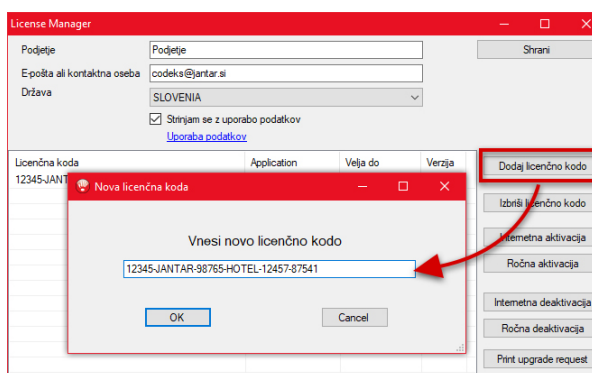 License Manager
Podjetje Podjetje Shrani
E-pošta ali kontaktna oseba codeks@jantar.si
Država SLOVENIA
Strinjam se z uporabo podatkov
Uporaba podatkov
Licenčna koda Application Velja do Verzija Dodaj licenčno kodo
12345-JANT
Nova licenčna koda
Izbriši licenčno kodo
Vnesi novo licenčno kodo
Internetna aktivacija
12345-JANTAR-98765-HOTEL-12457-87541
Ročna aktivacija
OK Cancel
Internetna deaktivacija
Ročna deaktivacija
Print upgrade request